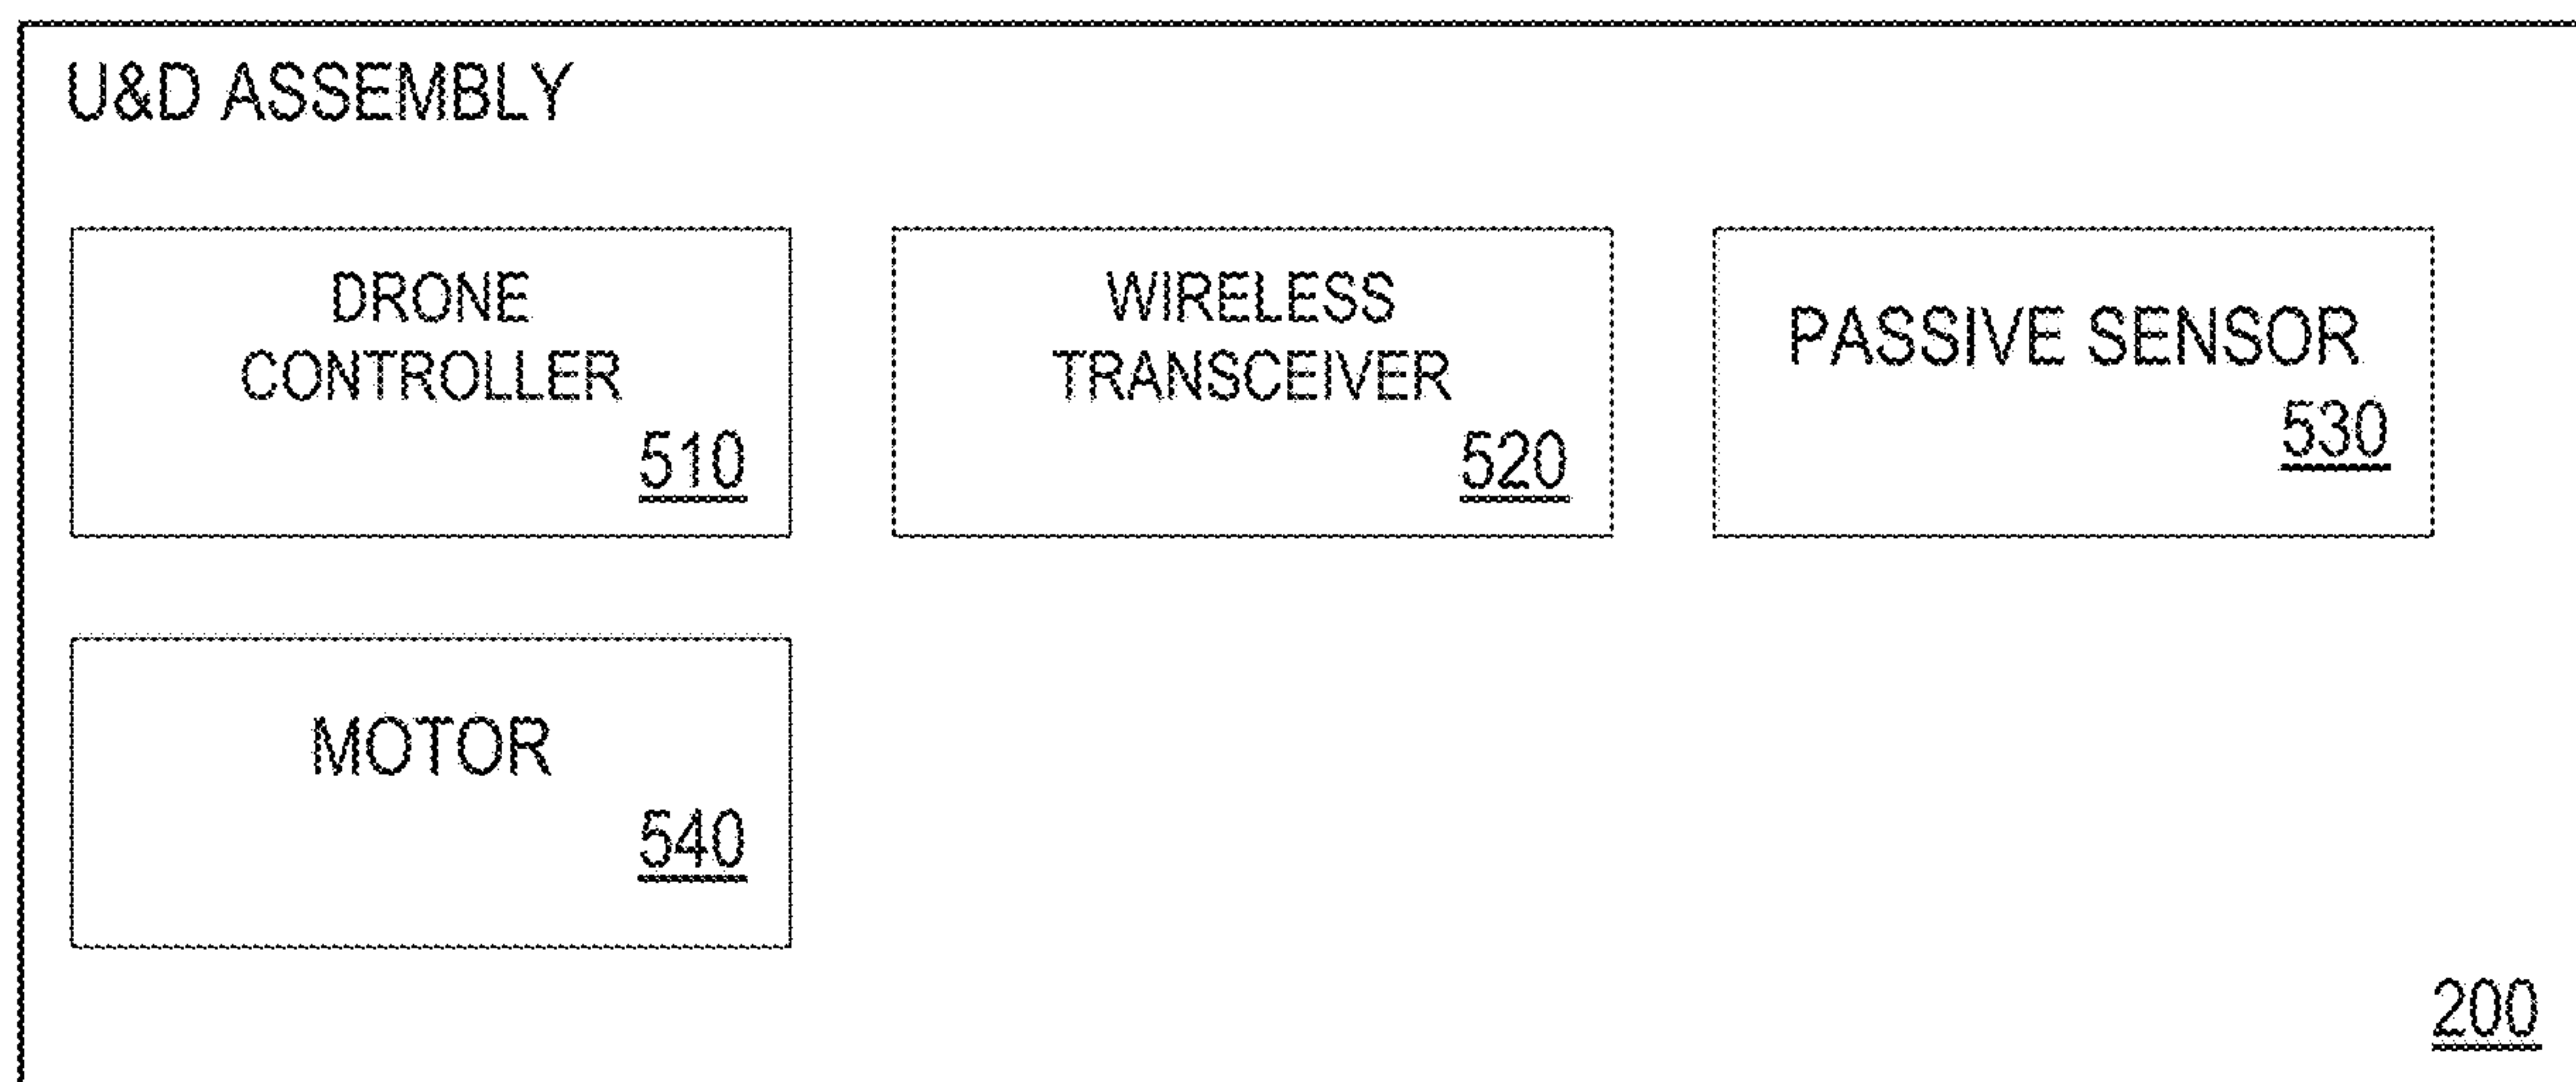 U&D ASSEMBLY
DRONE
CONTROLLER
510
WIRELESS
TRANSCEIVER
520
PASSIVE SENSOR
530
MOTOR
540
200